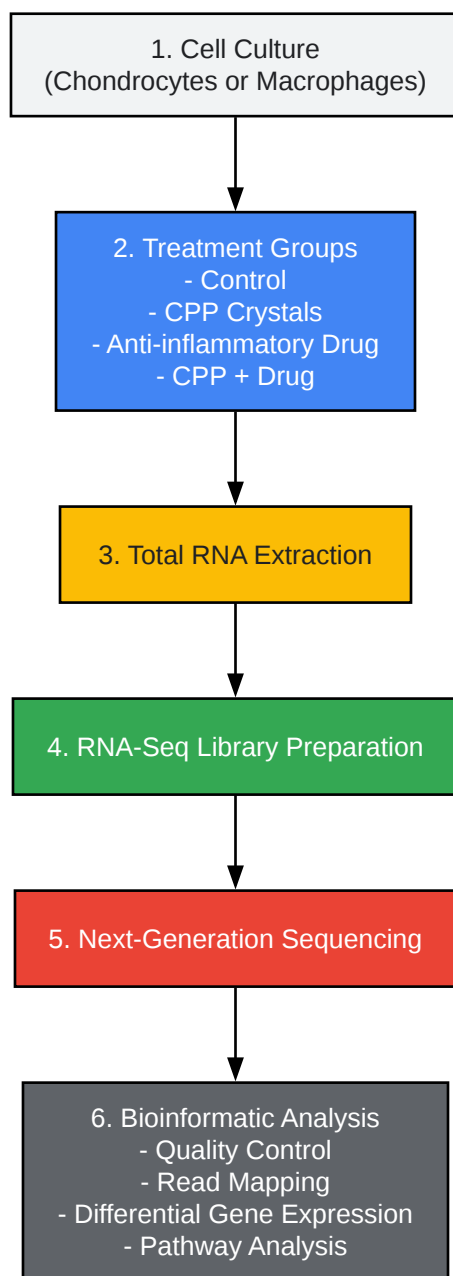 1. Cell Culture
(Chondrocytes or Macrophages)
2. Treatment Groups
- Control
- CPP Crystals
- Anti-inflammatory Drug
- CPP + Drug
3. Total RNA Extraction
4. RNA-Seq Library Preparation
5. Next-Generation Sequencing
6. Bioinformatic Analysis
- Quality Control
- Read Mapping
- Differential Gene Expression
- Pathway Analysis